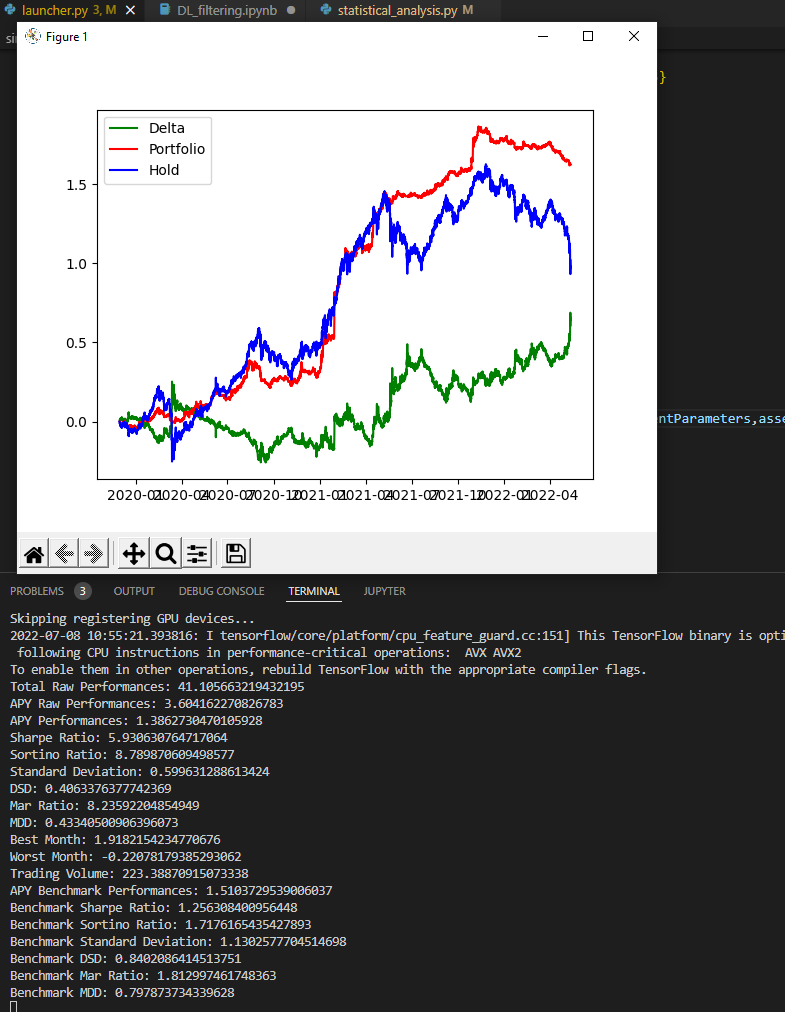 launcher.py 3, M
DL_filtering.ipynb
statistical_analysis.py M
Figure 1
}
Delta
Portfolio
Hold
1.5
1.0
0.5
0.0
2020-01 2020-04 2020-07 2020-10 2021-01 2021-04 2021-07 2021-10 2022-01 2022-04
ntParameters,asse
PROBLEMS 3 OUTPUT DEBUG CONSOLE TERMINAL JUPYTER
Skipping registering GPU devices...
2022-07-08 10:55:21.393816: I tensorflow/core/platform/cpu_feature_guard.cc:151] This TensorFlow binary is opti
following CPU instructions in performance-critical operations:  AVX AVX2
To enable them in other operations, rebuild TensorFlow with the appropriate compiler flags.
Total Raw Performances: 41.105663219432195
APY Raw Performances: 3.604162270826783
APY Performances: 1.3862730470105928
Sharpe Ratio: 5.930630764717064
Sortino Ratio: 8.789870609498577
Standard Deviation: 0.599631288613424
DSD: 0.4063376377742369
Mar Ratio: 8.23592204854949
MDD: 0.43340500906396073
Best Month: 1.9182154234770676
Worst Month: -0.22078179385293062
Trading Volume: 223.38870915073338
APY Benchmark Performances: 1.5103729539006037
Benchmark Sharpe Ratio: 1.256308400956448
Benchmark Sortino Ratio: 1.7176165435427893
Benchmark Standard Deviation: 1.1302577704514698
Benchmark DSD: 0.8402086414513751
Benchmark Mar Ratio: 1.812997461748363
Benchmark MDD: 0.797873734339628